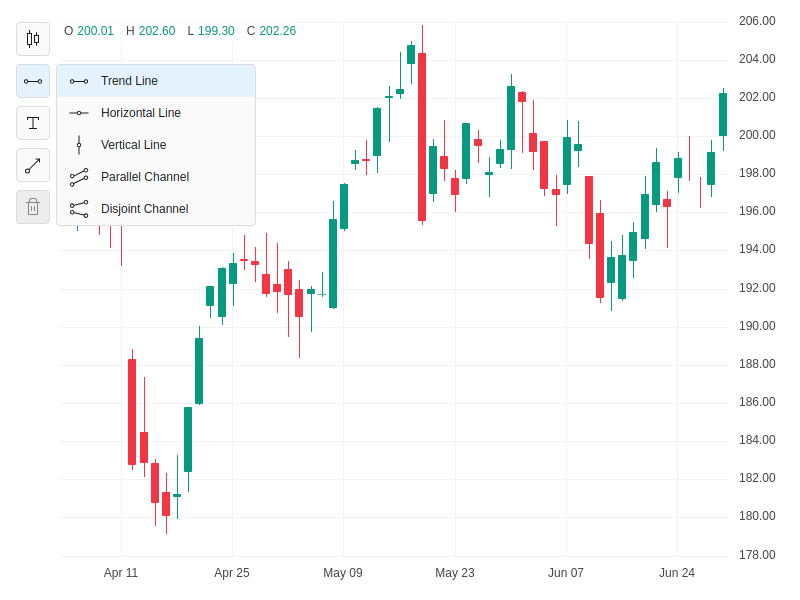 O 200.01 H 202.60 L 199.30 C 202.26
Trend Line
Horizontal Line
Vertical Line
Parallel Channel
Disjoint Channel
206.00
204.00
202.00
200.00
198.00
196.00
194.00
192.00
190.00
188.00
186.00
184.00
182.00
180.00
178.00
Apr 11 Apr 25 May 09 May 23 Jun 07 Jun 24